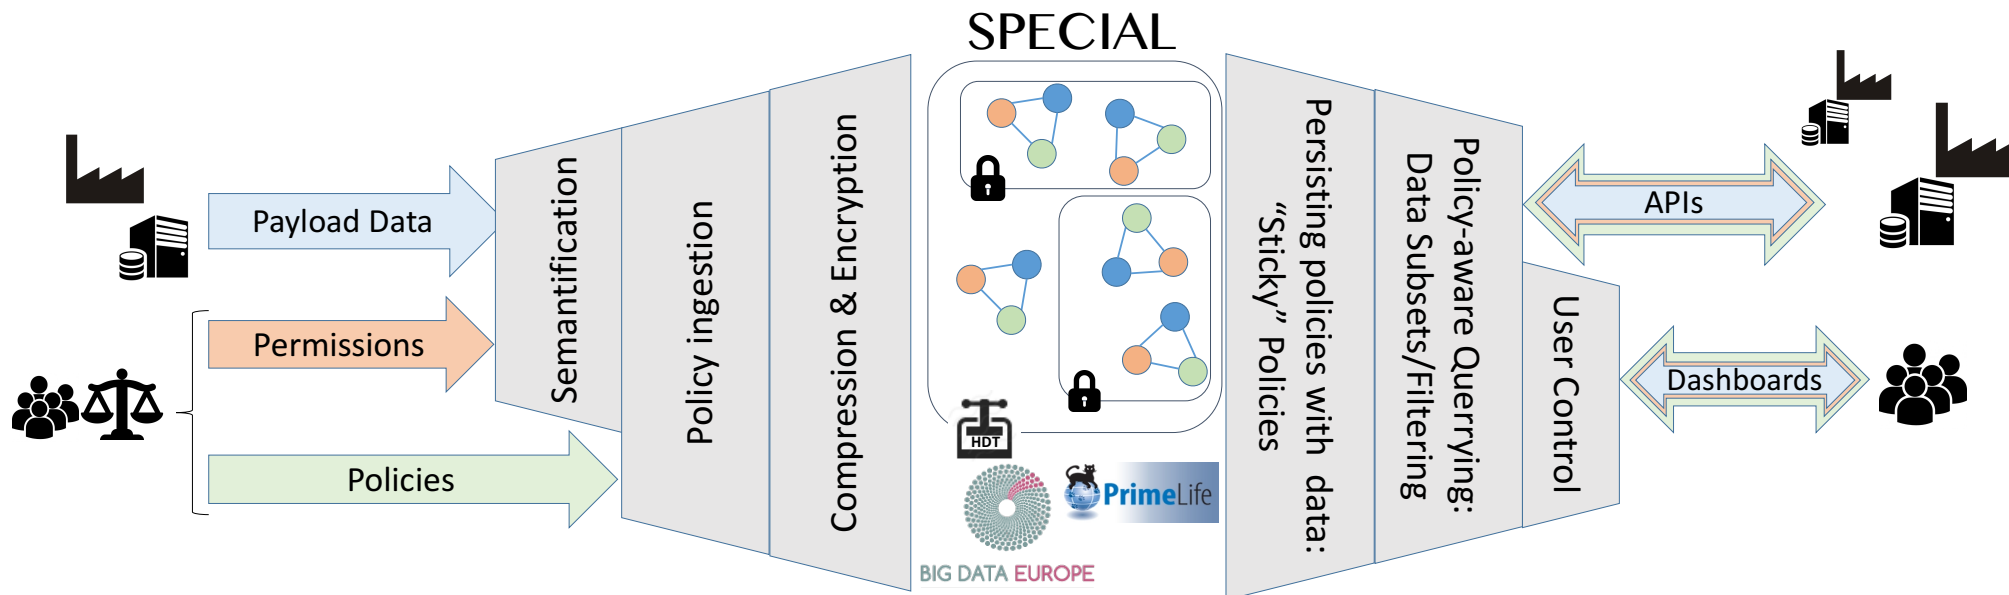 SPECIAL
Payload Data
Permissions
Policies
Semantification
Policy ingestion
Compression & Encryption
HDT
BIG DATA EUROPE
PrimeLife
Persisting policies with data:
“Sticky” Policies
Policy-aware Querrying:
Data Subsets/Filtering
User Control
APIs
Dashboards